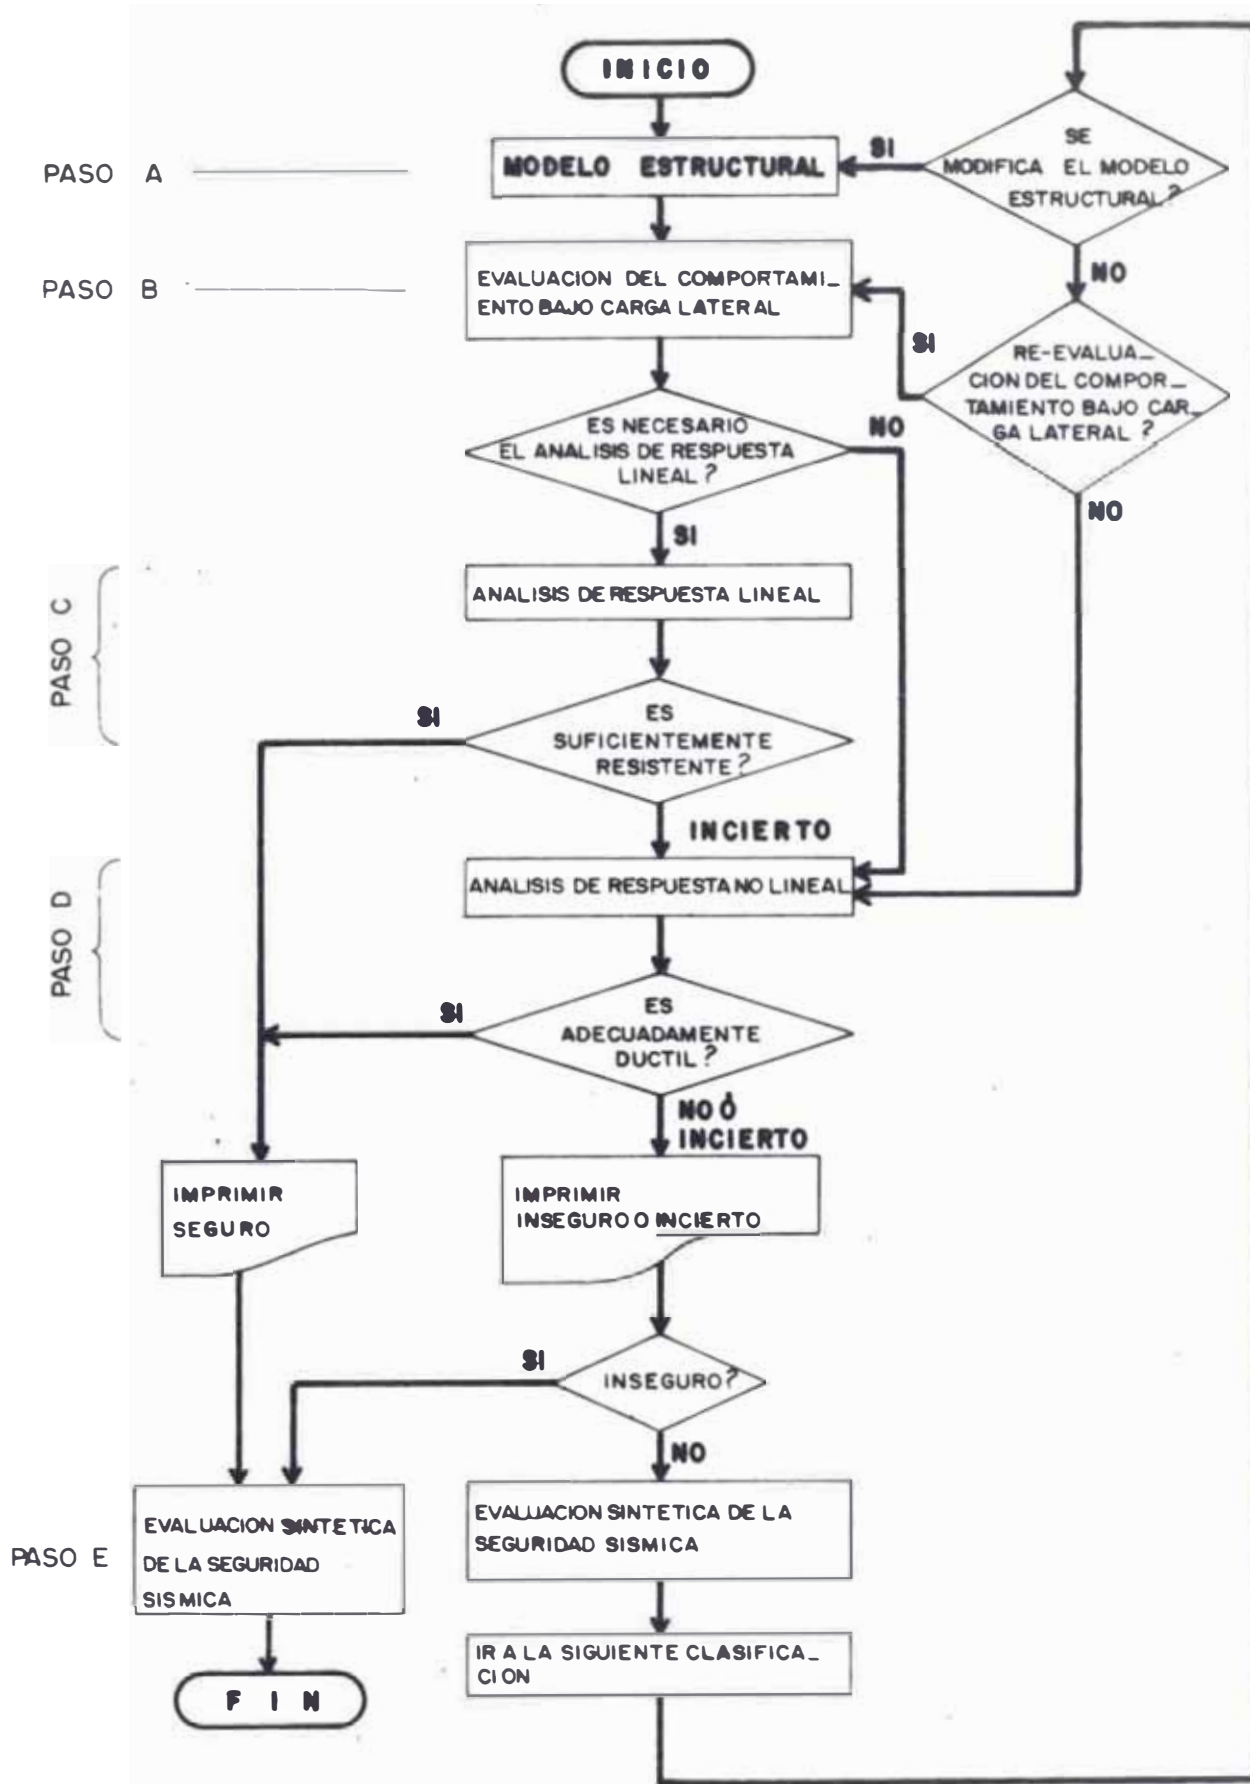 INICIO
PASO A
MODELO ESTRUCTURAL
SI
SE
MODIFICA EL MODELO
ESTRUCTURAL?
NO
PASO B
EVALUACION DEL COMPORTAMI_
ENTO BAJO CARGA LATERAL
SI
RE-EVALUA_
CION DEL COMPOR_
TAMIENTO BAJO CAR_
GA LATERAL?
NO
ES NECESARIO
EL ANALISIS DE RESPUESTA
LINEAL?
NO
SI
PASO C
ANALISIS DE RESPUESTA LINEAL
SI
ES
SUFICIENTEMENTE
RESISTENTE?
INCIERTO
PASO D
ANALISIS DE RESPUESTA NO LINEAL
SI
ES
ADECUADAMENTE
DUCTIL?
NO Ó
INCIERTO
IMPRIMIR
SEGURO
IMPRIMIR
INSEGURO O INCIERTO
SI
INSEGURO?
NO
PASO E
EVALUACION SINTETICA
DE LA SEGURIDAD
SISMICA
EVALUACION SINTETICA DE LA
SEGURIDAD SISMICA
IR A LA SIGUIENTE CLASIFICA_
CION
FIN